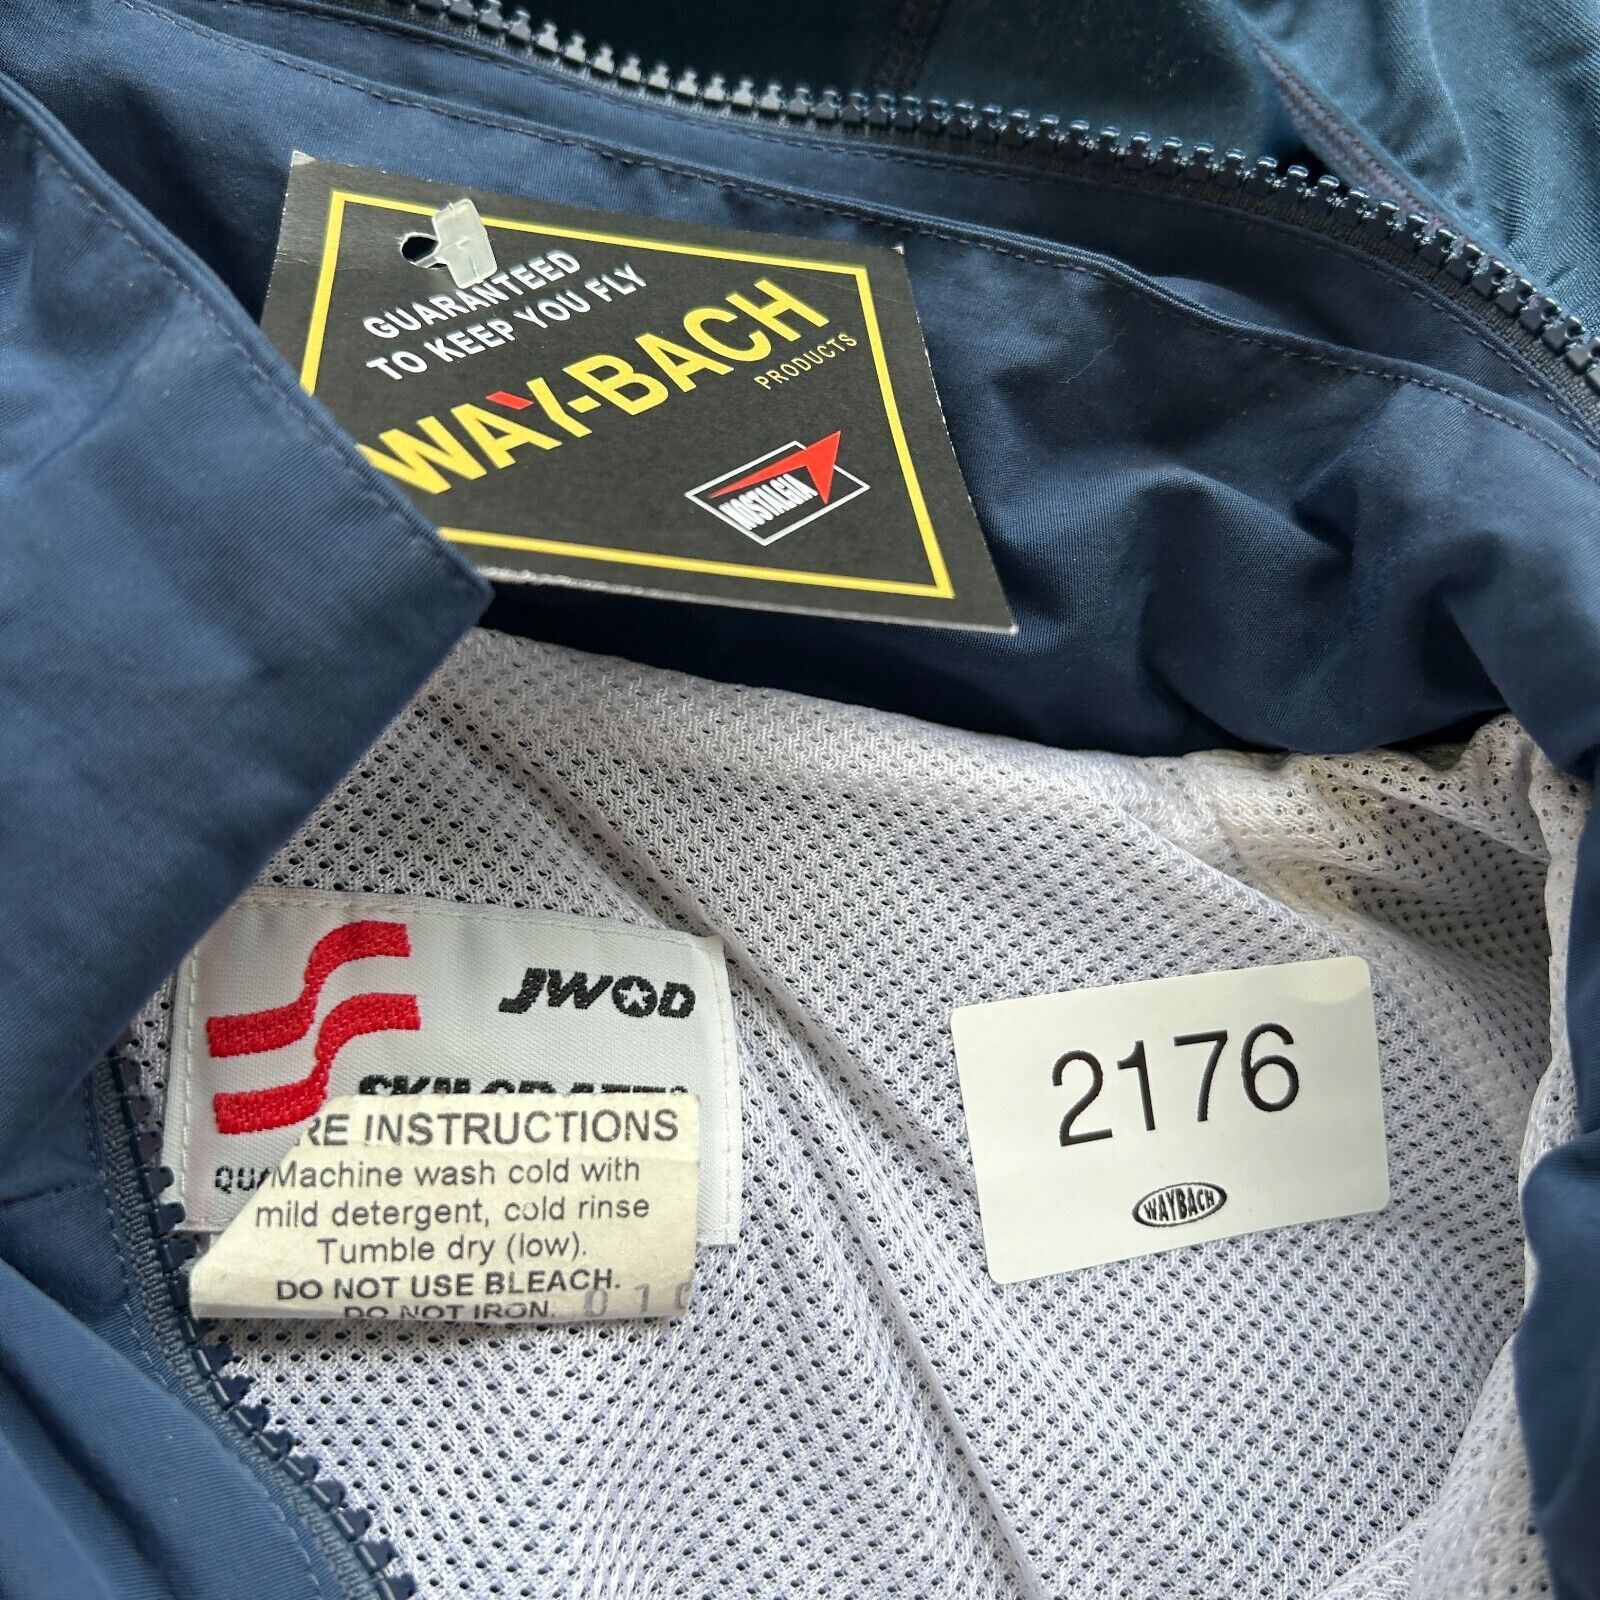 GUARANTEED
TO KEEP YOU FLY
WAY-BACH
PRODUCTS
NOSTALGIA
JWOD
RE INSTRUCTIONS
Machine wash cold with
mild detergent, cold rinse
Tumble dry (low).
DO NOT USE BLEACH.
DO NOT IRON.
2176
WAYBACH